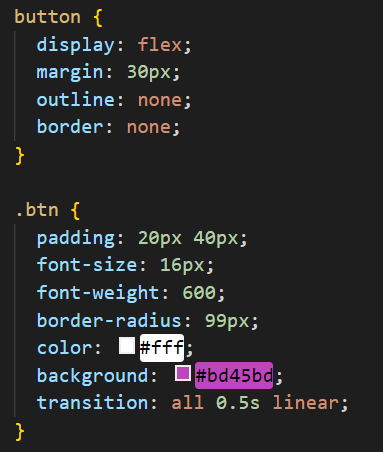 button {
display: flex;
margin: 30px;
outline: none;
border: none;
}
.btn {
padding: 20px 40px;
font-size: 16px;
font-weight: 600;
border-radius: 99px;
color: #fff;
background: #bd45bd;
transition: all 0.5s linear;
}